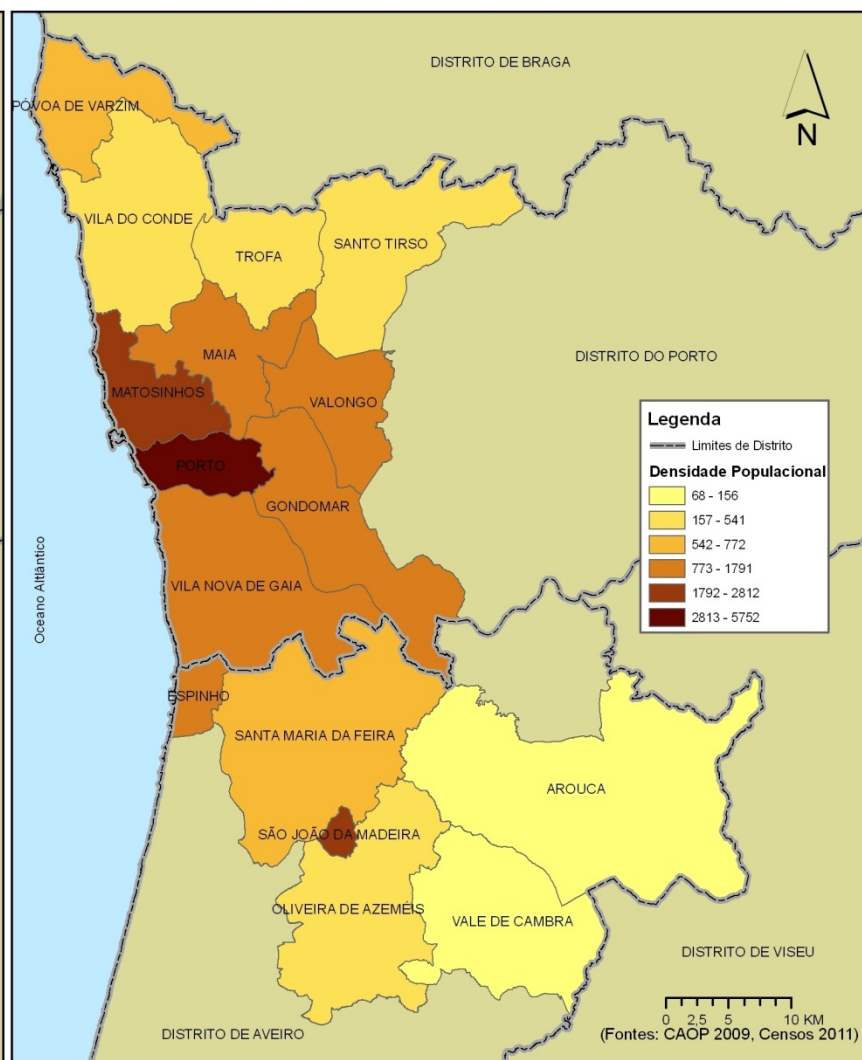 DISTRITO DE BRAGA
N
PÓVOA DE VARZIM
VILA DO CONDE
TROFA
SANTO TIRSO
MAIA
DISTRITO DO PORTO
MATOSINHOS
VALONGO
PORTO
GONDOMAR
VILA NOVA DE GAIA
Oceano Altlântico
Legenda
Limites de Distrito
Densidade Populacional
68 - 156
157 - 541
542 - 772
773 - 1791
1792 - 2812
2813 - 5752
ESPINHO
SANTA MARIA DA FEIRA
AROUCA
SÃO JOÃO DA MADEIRA
OLIVEIRA DE AZEMÉIS
VALE DE CAMBRA
DISTRITO DE VISEU
DISTRITO DE AVEIRO
0 2,5 5 10 KM
(Fontes: CAOP 2009, Censos 2011)